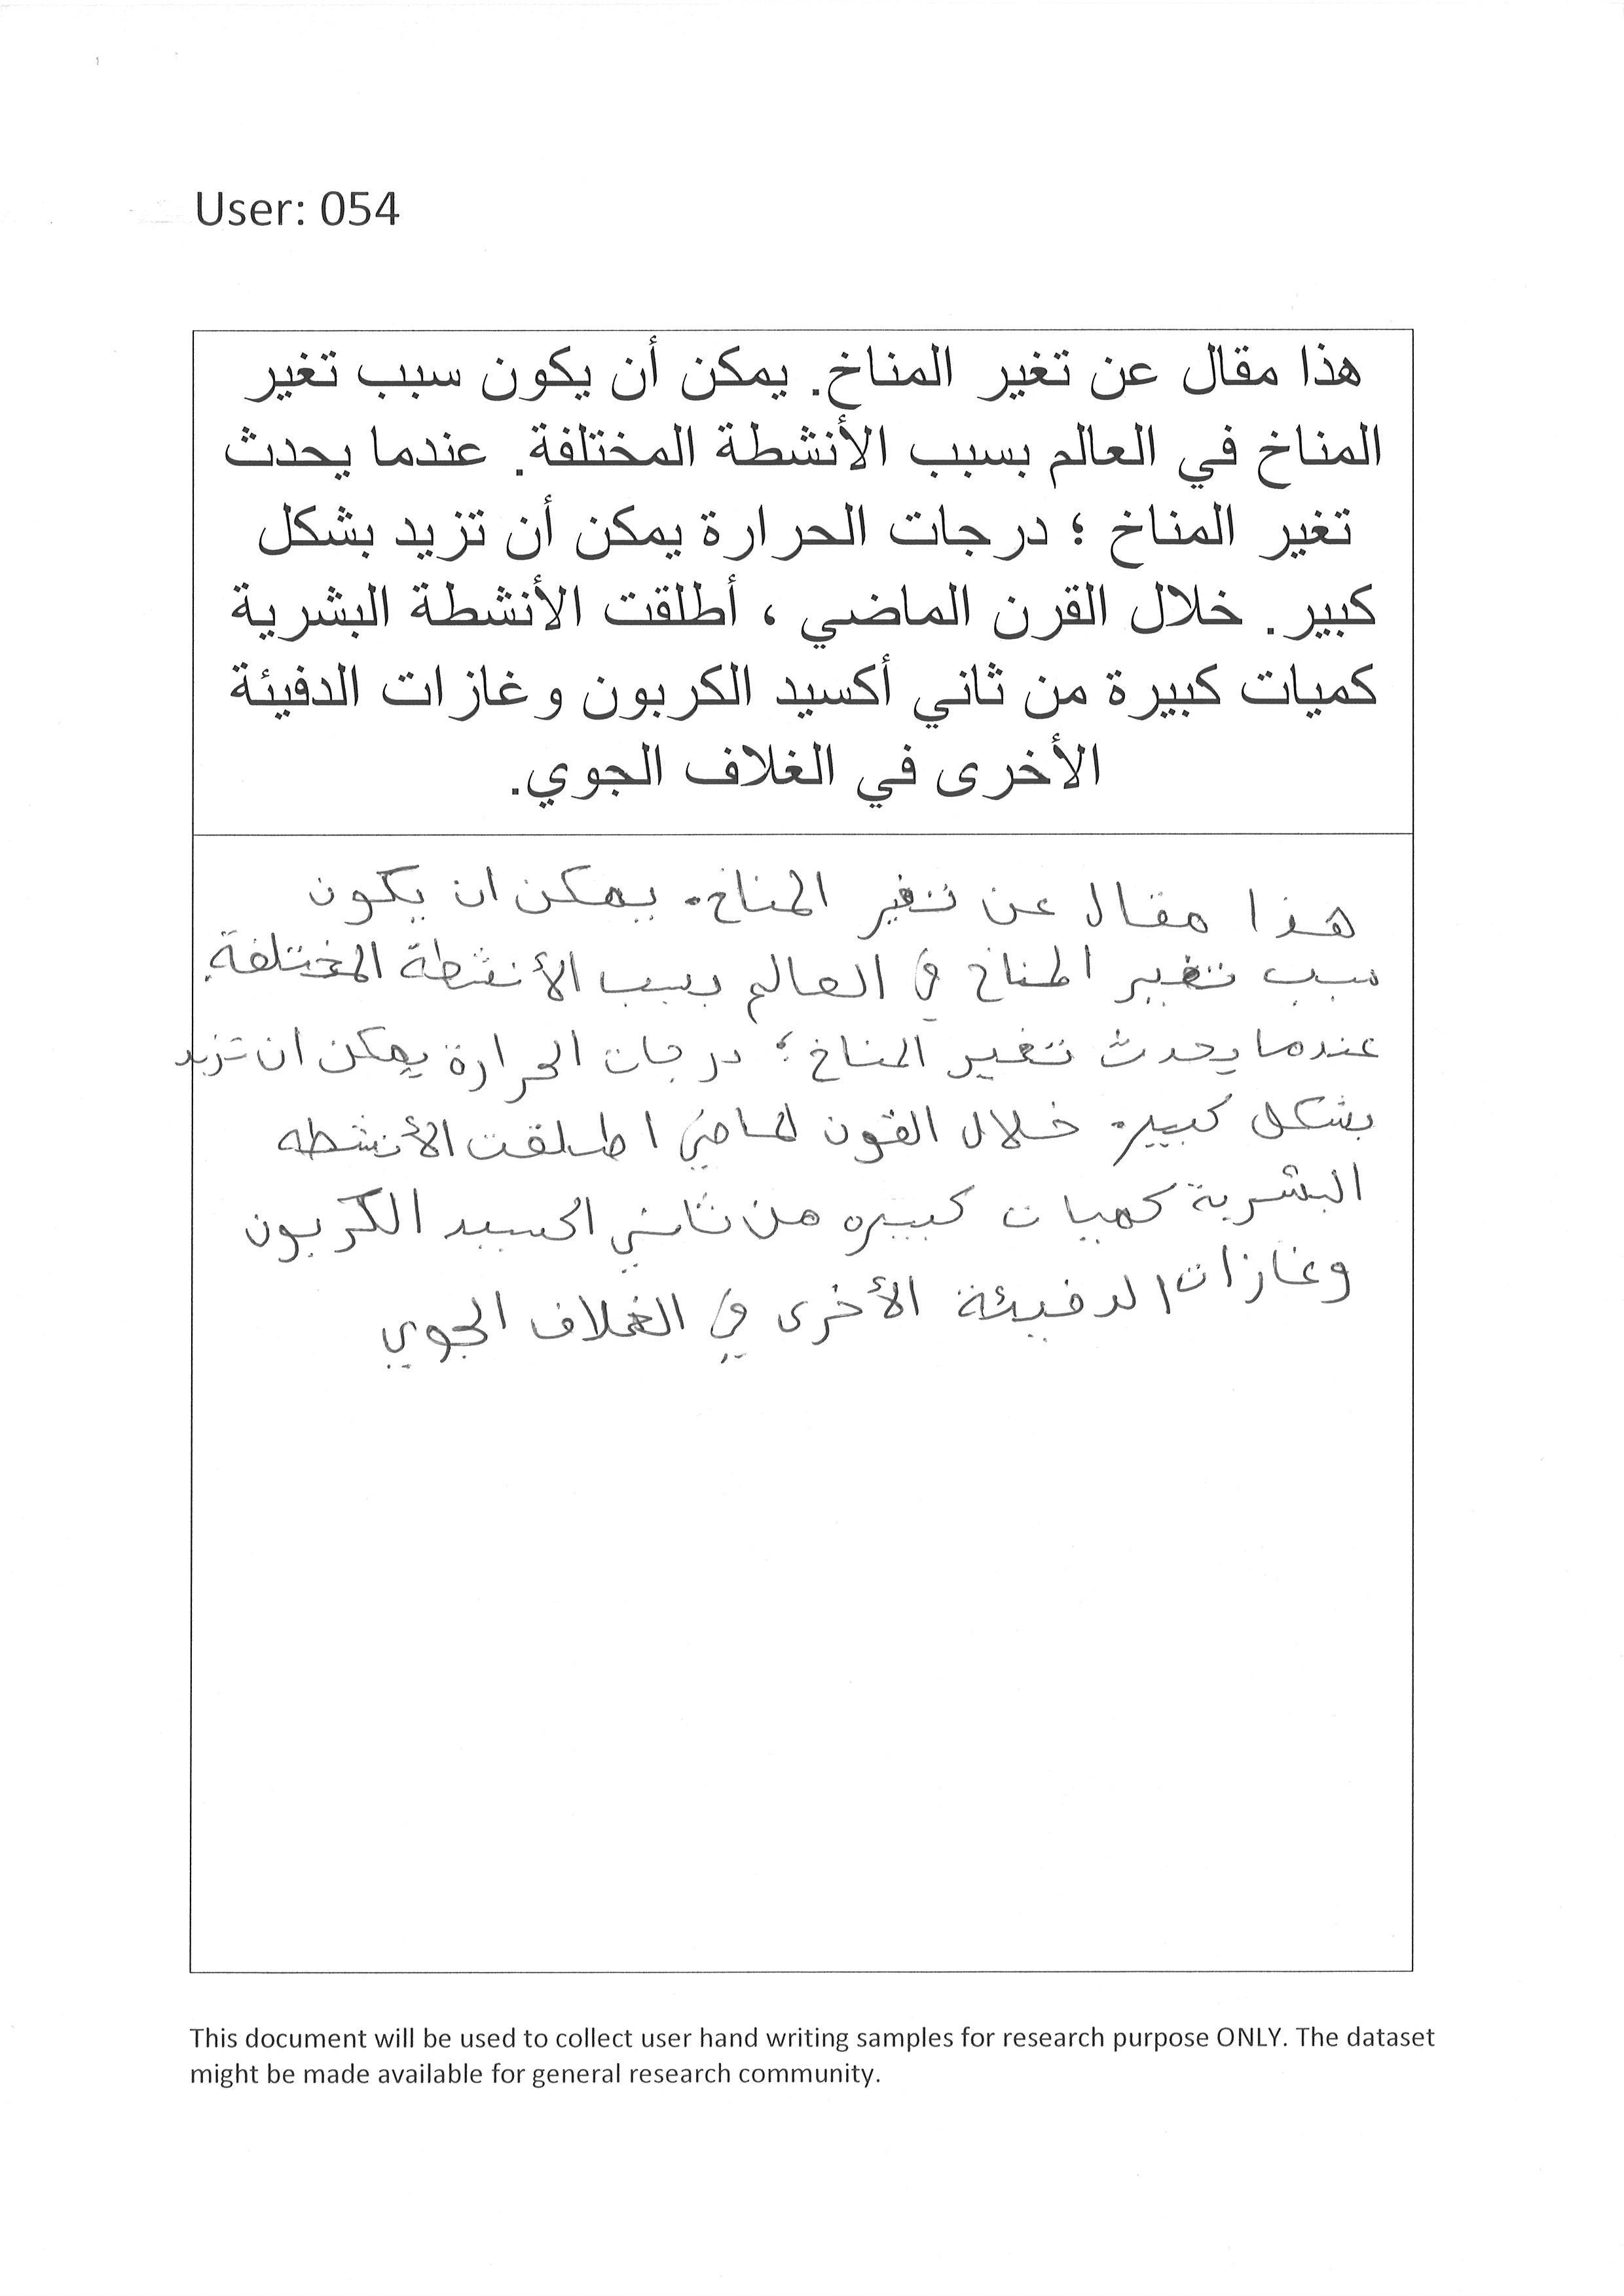 User: 054
هذا مقال عن تغير المناخ. يمكن أن يكون سبب تغير
المناخ في العالم بسبب الأنشطة المختلفة. عندما يحدث
تغير المناخ ؛ درجات الحرارة يمكن أن تزيد بشكل
كبير. خلال القرن الماضي ، أطلقت الأنشطة البشرية
كميات كبيرة من ثاني أكسيد الكربون وغازات الدفيئة
الأخرى في الغلاف الجوي.
هذا مقال عن تغير المناخ. يمكن ان يكون
سبب تغير المناخ في العالم بسبب الأنشطة المختلفة.
عندما يحدث تغير المناخ ؛ درجات الحرارة يمكن ان تزيد
بشكل كبير. خلال القرن الماضي اطلقت الأنشطه
البشرية كميات كبيره من ثاني اكسيد الكربون
وغازات الدفيئة الأخرى في الغلاف الجوي
This document will be used to collect user hand writing samples for research purpose ONLY. The dataset
might be made available for general research community.